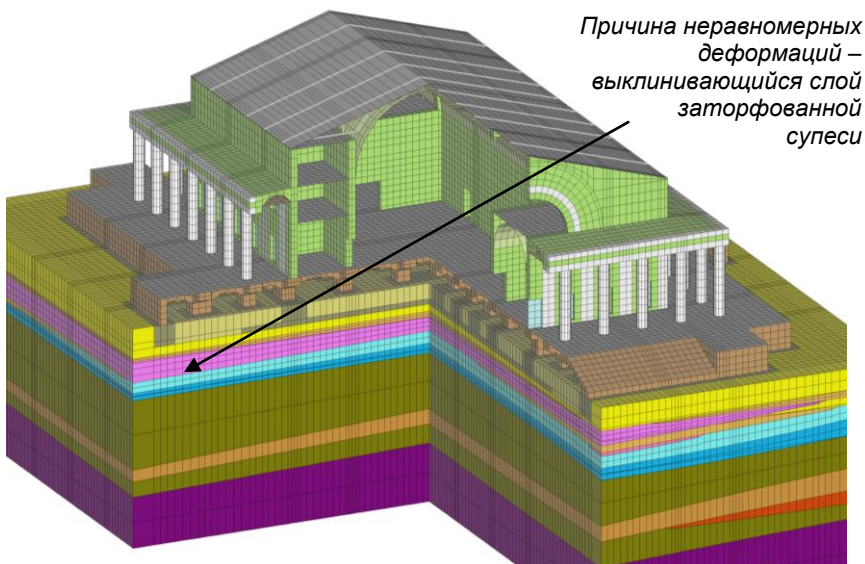 Причина неравномерных
деформаций –
выклинивающийся слой
заторфованной
супеси